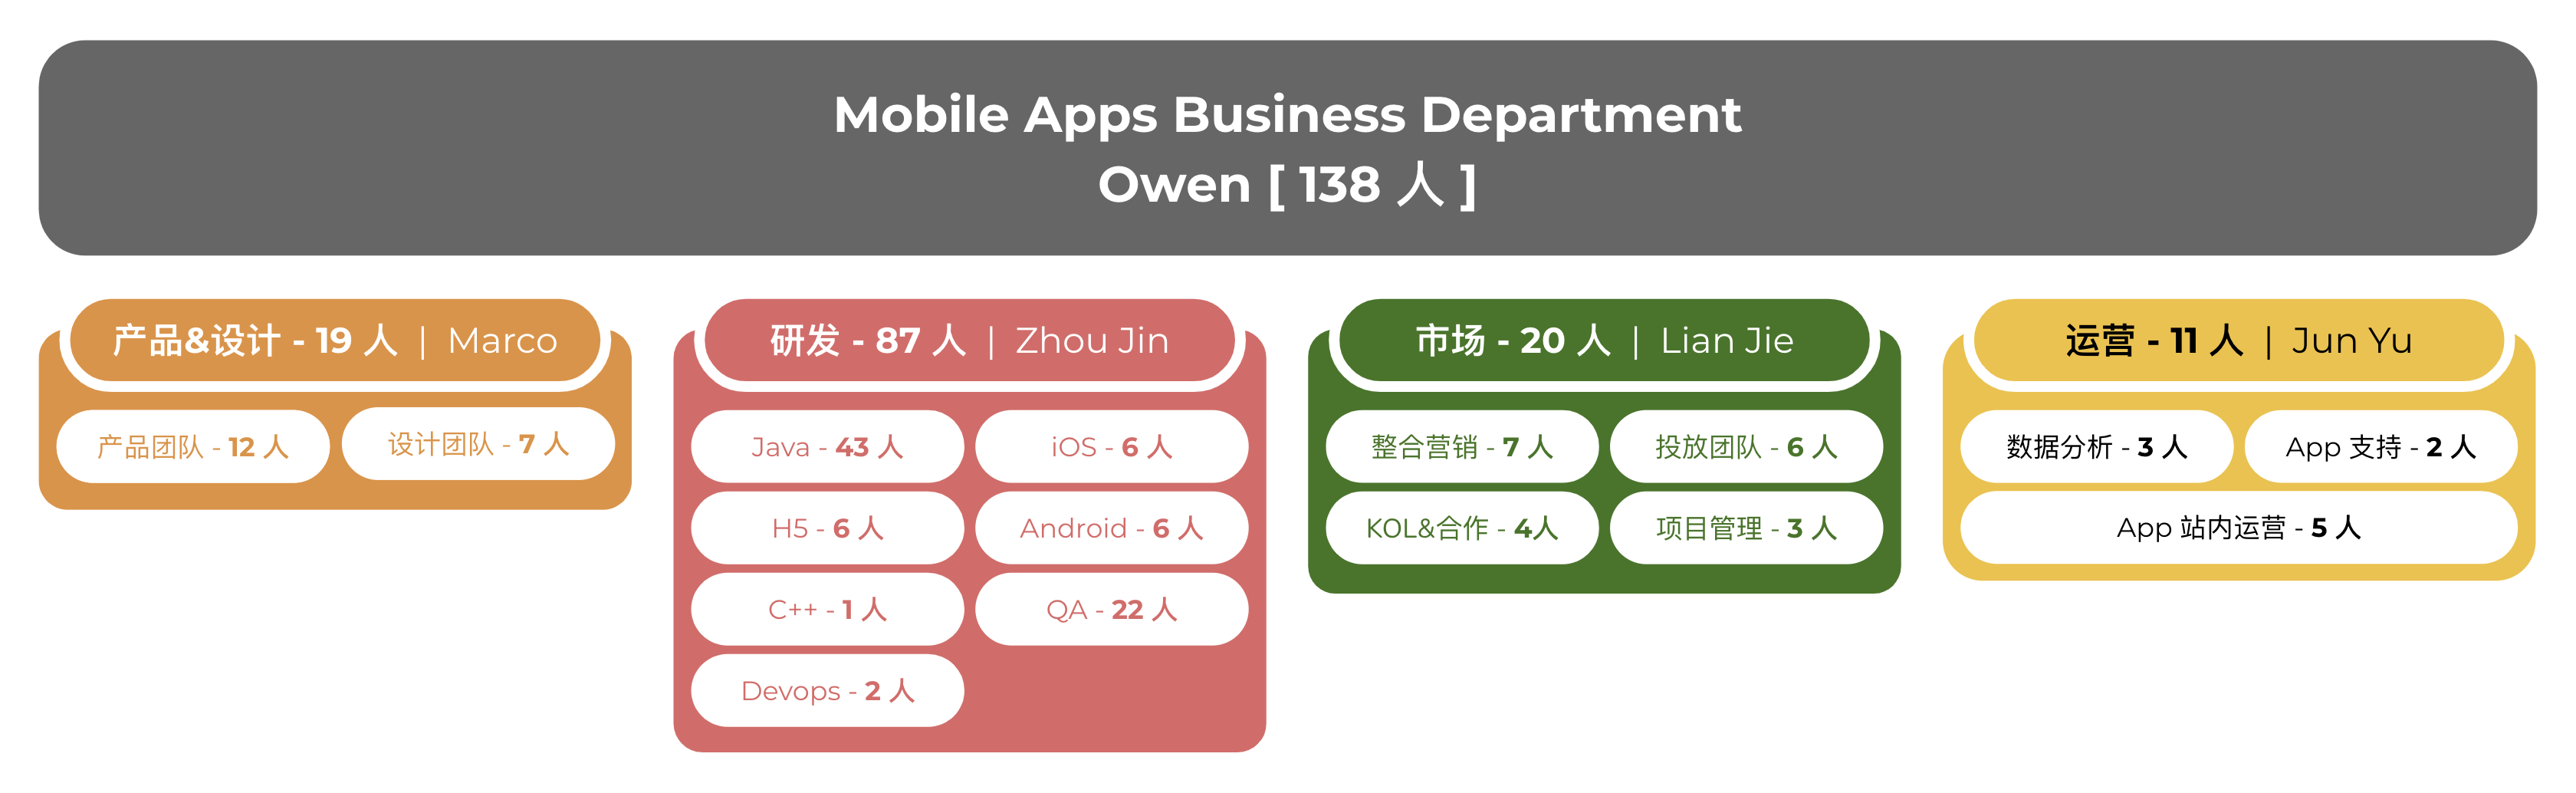 Mobile Apps Business Department
Owen [ 138 人 ]
产品&设计 - 19 人 | Marco
产品团队 - 12 人
设计团队 - 7 人
研发 - 87 人 | Zhou Jin
Java - 43 人
iOS - 6 人
H5 - 6 人
Android - 6 人
C++ - 1 人
QA - 22 人
Devops - 2 人
市场 - 20 人 | Lian Jie
整合营销 - 7 人
投放团队 - 6 人
KOL&合作 - 4人
项目管理 - 3 人
运营 - 11 人 | Jun Yu
数据分析 - 3 人
App 支持 - 2 人
App 站内运营 - 5 人